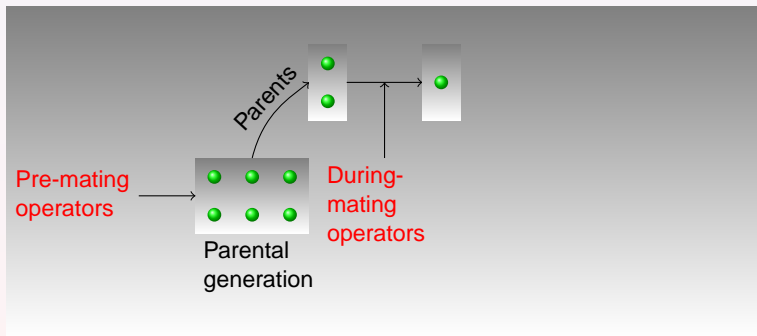 Parents
Pre-mating
operators
During-
mating
operators
Parental
generation